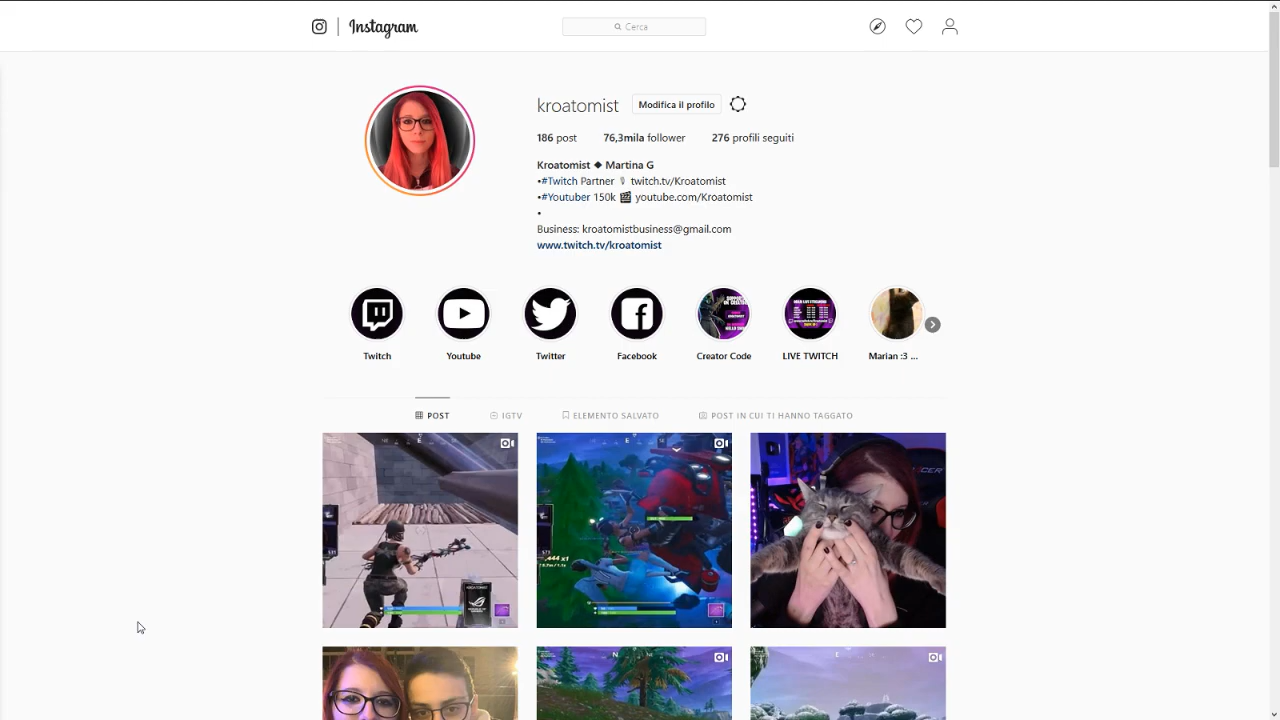 Instagram
Cerca
kroatomist Modifica il profilo
186 post 76,3mila follower 276 profili seguiti
Kroatomist ◆ Martina G
•#Twitch Partner 🎙 twitch.tv/Kroatomist
•#Youtuber 150k 🎬 youtube.com/Kroatomist
•
Business: kroatomistbusiness@gmail.com
www.twitch.tv/kroatomist
Twitch Youtube Twitter Facebook Creator Code LIVE TWITCH Marian :3 ...
POST IGTV ELEMENTO SALVATO POST IN CUI TI HANNO TAGGATO